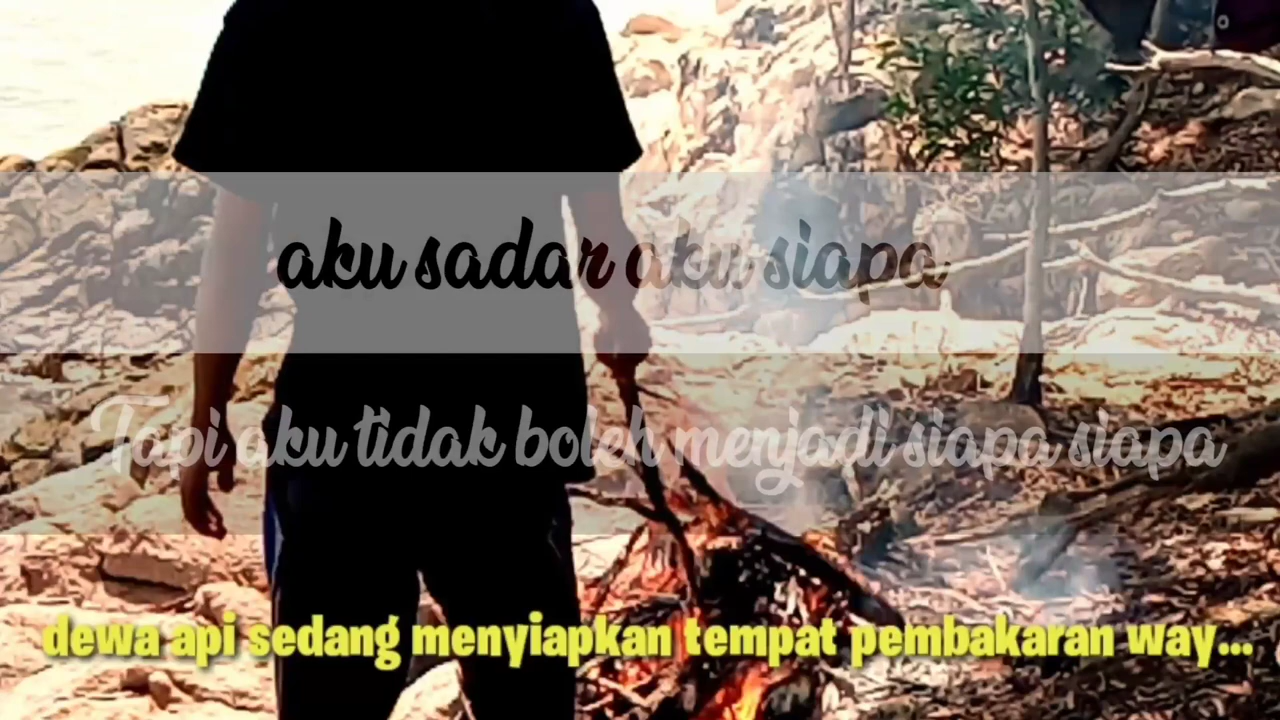 aku sadar aku siapa
Tapi aku tidak boleh menjadi siapa siapa
dewa api sedang menyiapkan tempat pembakaran way...